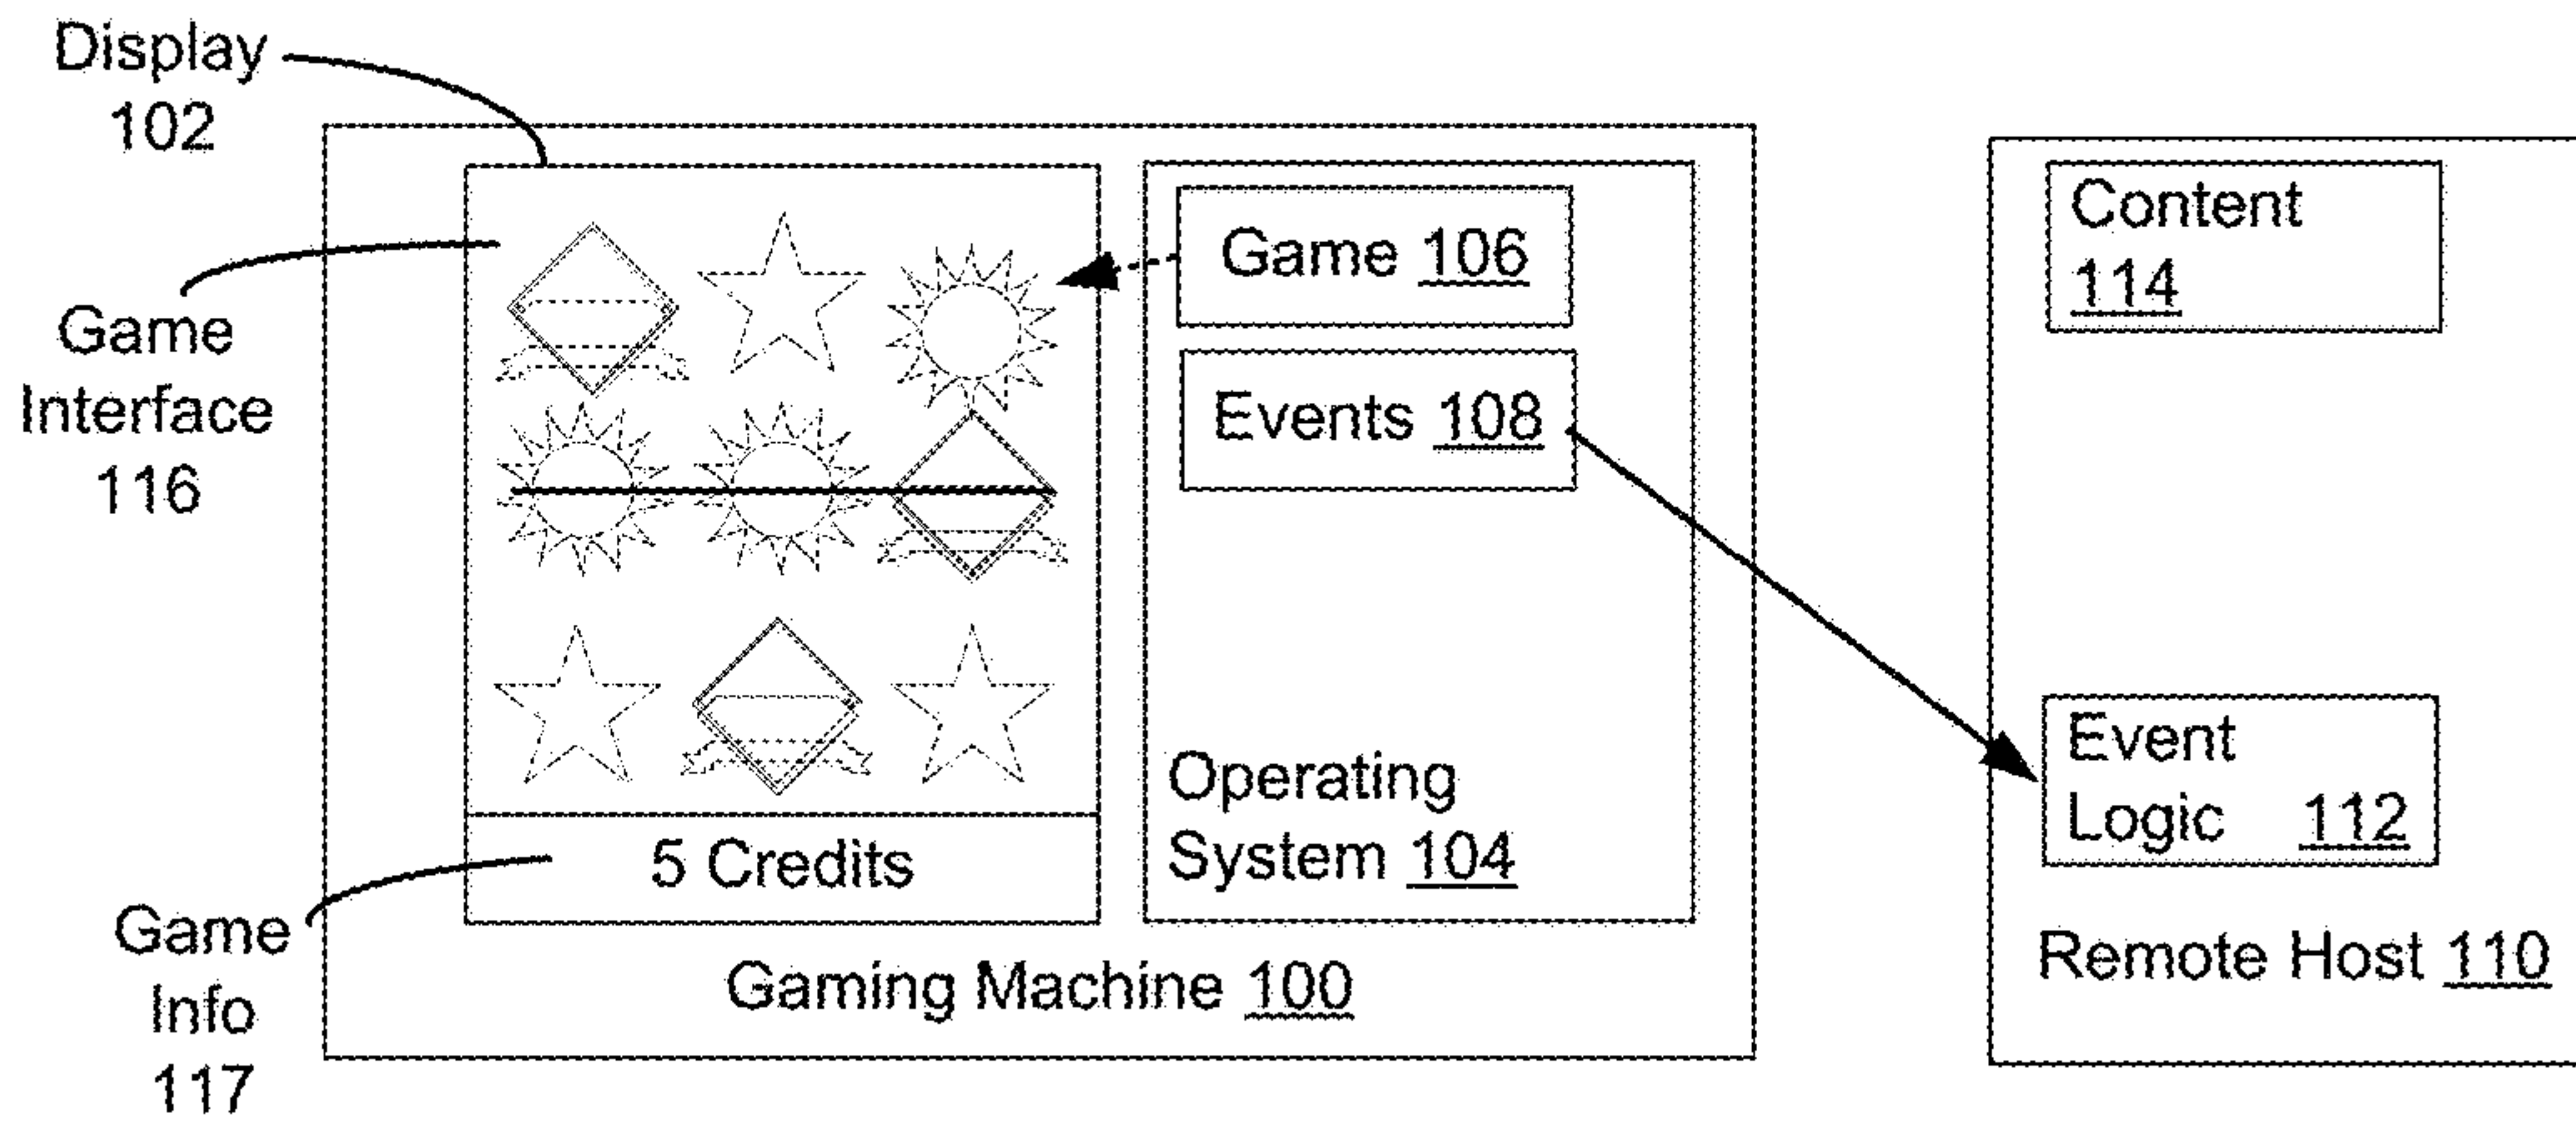 Display
102
Game
Interface
116
Game
Info
117
Game 106
Events 108
Operating
System 104
5 Credits
Gaming Machine 100
Content
114
Event
Logic 112
Remote Host 110